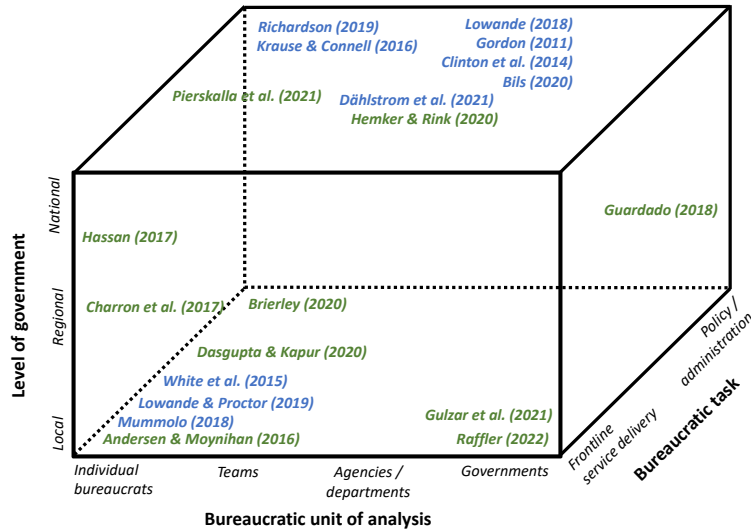 Richardson (2019)
Lowande (2018)
Krause & Connell (2016)
Gordon (2011)
Clinton et al. (2014)
Bils (2020)
Pierskalla et al. (2021)
Dählstrom et al. (2021)
Hemker & Rink (2020)
National
Guardado (2018)
Hassan (2017)
Level of government
Regional
Charron et al. (2017)
Brierley (2020)
Policy /
administration
Dasgupta & Kapur (2020)
White et al. (2015)
Lowande & Proctor (2019)
Mummolo (2018)
Gulzar et al. (2021)
Local
Andersen & Moynihan (2016)
Raffler (2022)
Frontline
service delivery
Bureaucratic task
Individual
bureaucrats
Teams
Agencies /
departments
Governments
Bureaucratic unit of analysis